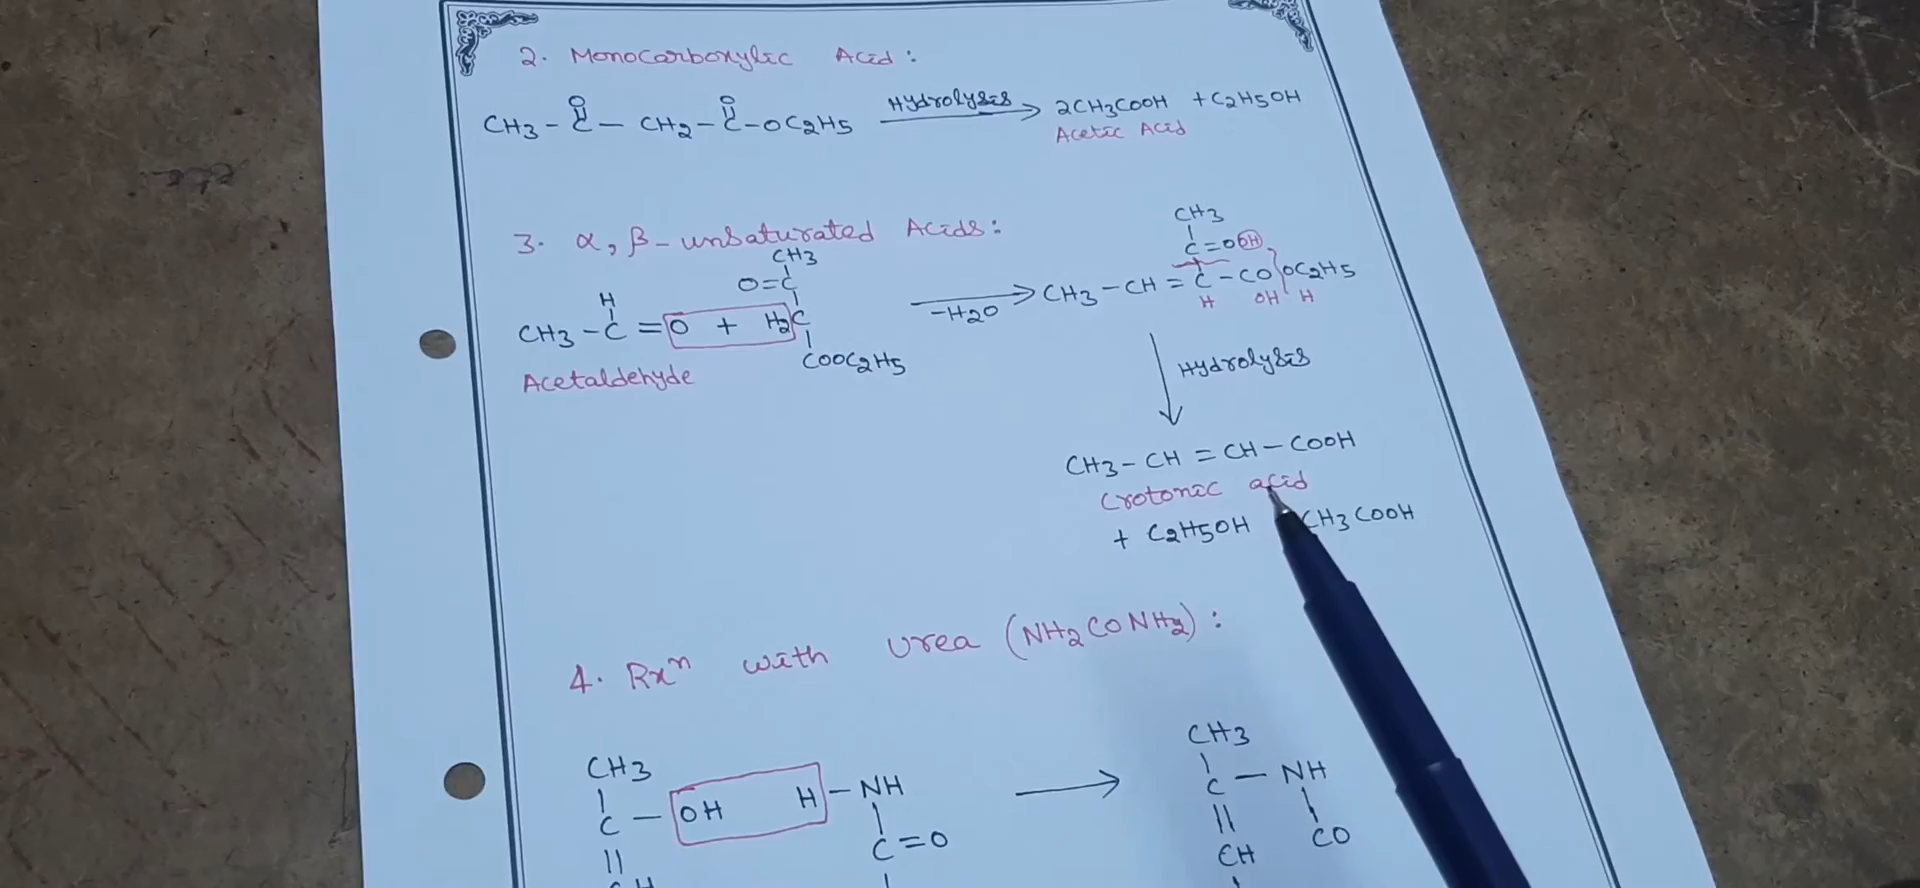 2. Monocarboxylic Acid :
O O
|| ||
CH3 - C - CH2 - C - OC2H5 Hydrolysis → 2CH3COOH + C2H5OH
Acetic Acid
3. α, β - unsaturated Acids :
CH3
|
O=C
|
H
|
CH3 - C = O + H2C
|
COOC2H5
Acetaldehyde
-H2O →
CH3
|
C=O OH
|
CH3 - CH = C - CO OC2H5
H OH H
Hydrolysis
CH3 - CH = CH - COOH
Crotonic acid
+ C2H5OH CH3COOH
4. Rxn with Urea (NH2CONH2) :
CH3
|
C - OH H - NH
|| |
C=O
→
CH3
|
C - NH
|| \
CH CO